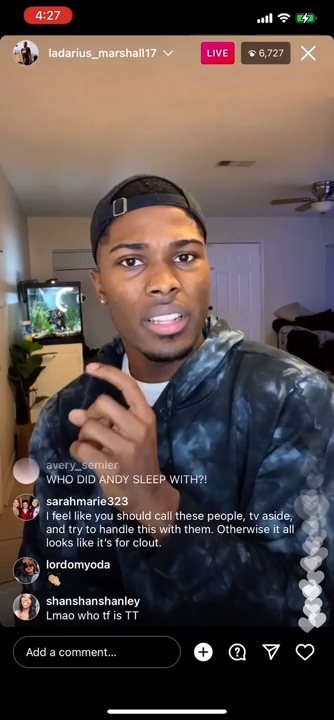 4:27
ladarius_marshall17
LIVE
6,727
avery_semler
WHO DID ANDY SLEEP WITH?!
sarahmarie323
I feel like you should call these people, tv aside,
and try to handle this with them. Otherwise it all
looks like it's for clout.
lordomyoda
👏🏼
shanshanshanley
Lmao who tf is TT
Add a comment...